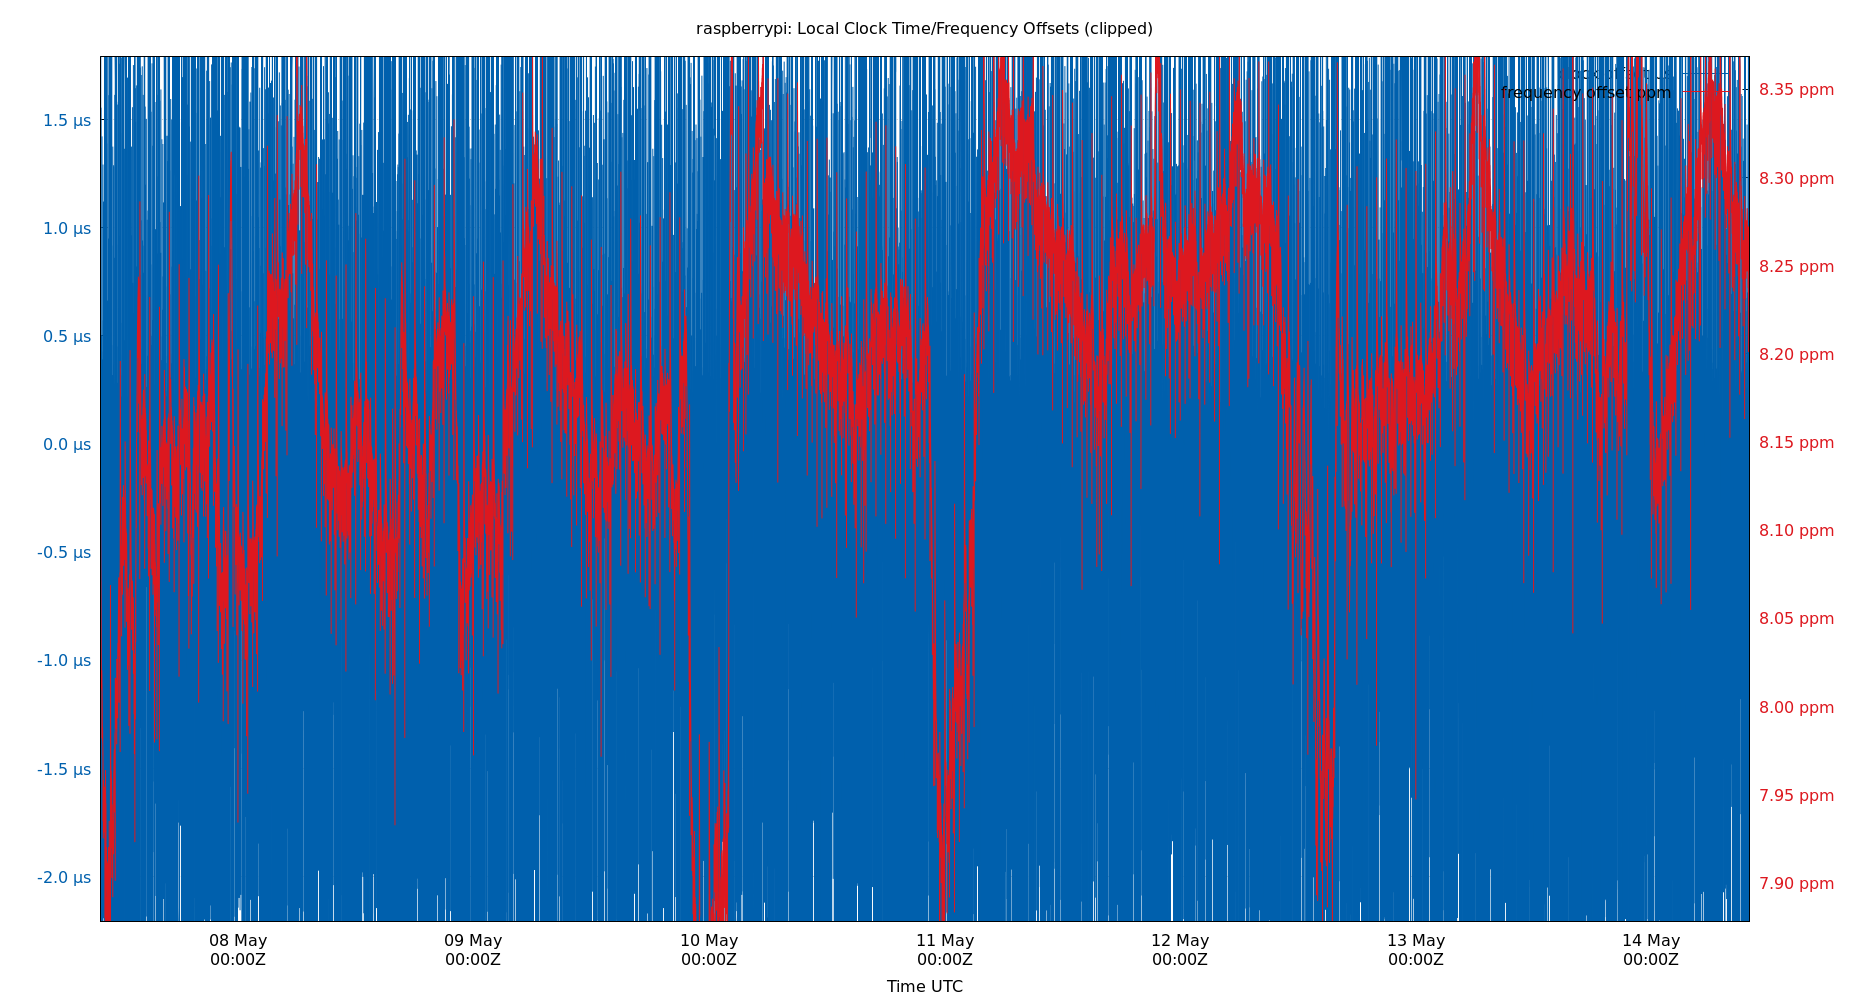 raspberrypi: Local Clock Time/Frequency Offsets (clipped)
clock offset µs
frequency offset ppm
1.5 µs
1.0 µs
0.5 µs
0.0 µs
-0.5 µs
-1.0 µs
-1.5 µs
-2.0 µs
8.35 ppm
8.30 ppm
8.25 ppm
8.20 ppm
8.15 ppm
8.10 ppm
8.05 ppm
8.00 ppm
7.95 ppm
7.90 ppm
08 May
00:00Z
09 May
00:00Z
10 May
00:00Z
11 May
00:00Z
12 May
00:00Z
13 May
00:00Z
14 May
00:00Z
Time UTC